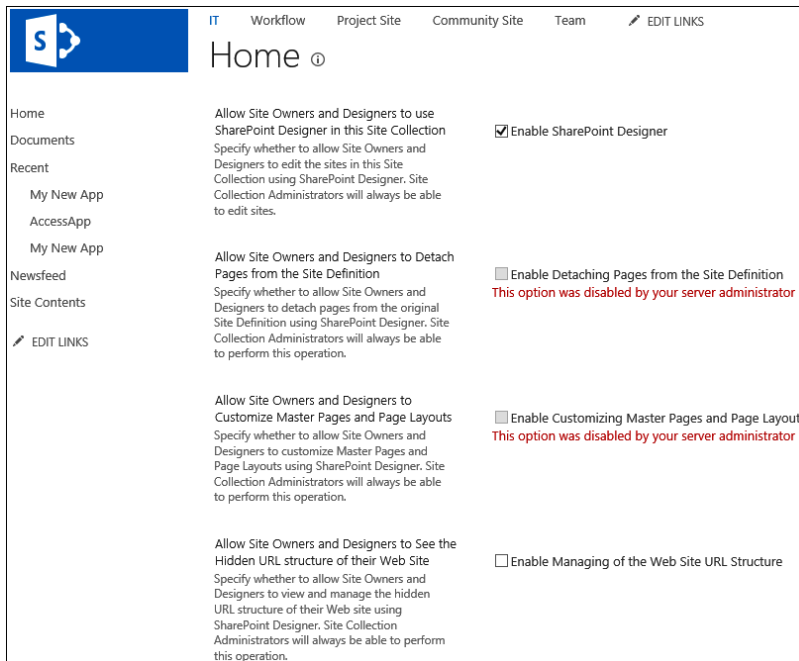 S
IT Workflow Project Site Community Site Team EDIT LINKS
Home
Home
Documents
Recent
My New App
AccessApp
My New App
Newsfeed
Site Contents
EDIT LINKS
Allow Site Owners and Designers to use
SharePoint Designer in this Site Collection
Specify whether to allow Site Owners and
Designers to edit the sites in this Site
Collection using SharePoint Designer. Site
Collection Administrators will always be able
to edit sites.
Enable SharePoint Designer
Allow Site Owners and Designers to Detach
Pages from the Site Definition
Specify whether to allow Site Owners and
Designers to detach pages from the original
Site Definition using SharePoint Designer. Site
Collection Administrators will always be able
to perform this operation.
Enable Detaching Pages from the Site Definition
This option was disabled by your server administrator
Allow Site Owners and Designers to
Customize Master Pages and Page Layouts
Specify whether to allow Site Owners and
Designers to customize Master Pages and
Page Layouts using SharePoint Designer. Site
Collection Administrators will always be able
to perform this operation.
Enable Customizing Master Pages and Page Layout
This option was disabled by your server administrator
Allow Site Owners and Designers to See the
Hidden URL structure of their Web Site
Specify whether to allow Site Owners and
Designers to view and manage the hidden
URL structure of their Web site using
SharePoint Designer. Site Collection
Administrators will always be able to perform
this operation.
Enable Managing of the Web Site URL Structure